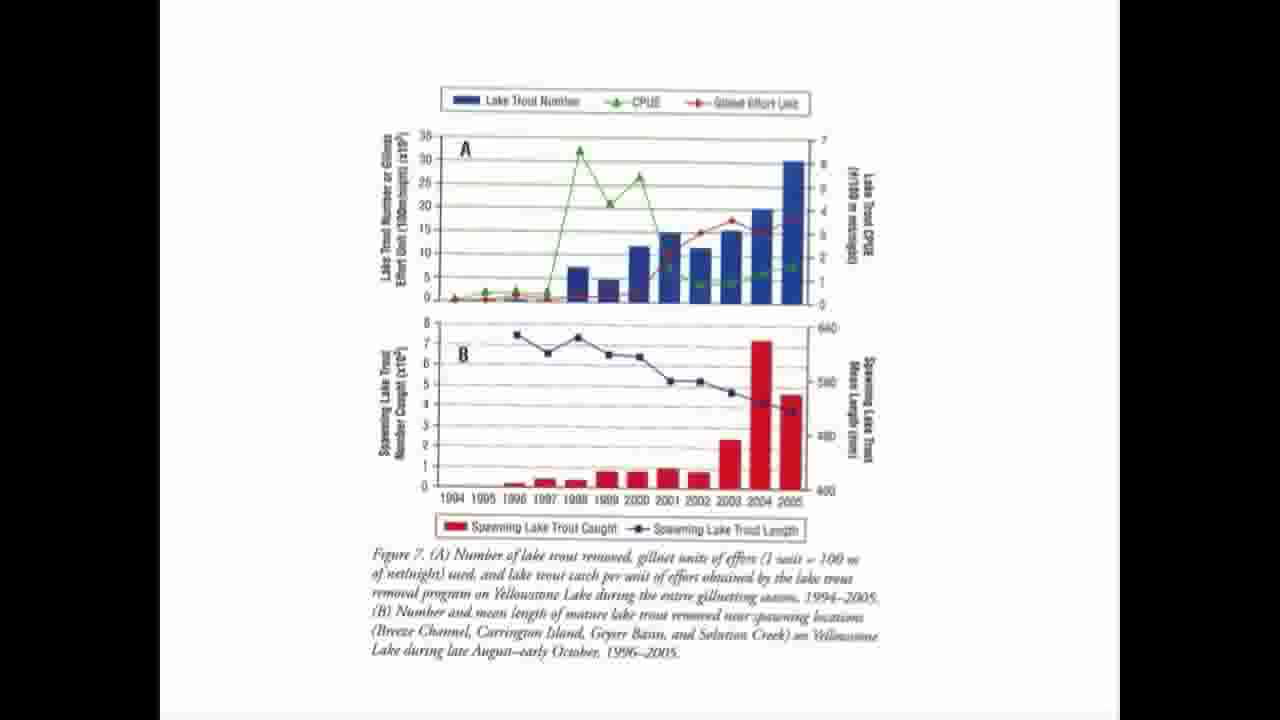 Lake Trout Number CPUE Gillnet Effort Unit
A
Lake Trout Number or Gillnet
Effort Unit (100m/night) (x10³)
35
30
25
20
15
10
5
0
7
6
5
4
3
2
1
0
Lake Trout CPUE
(#/100 m net/night)
B
Spawning Lake Trout
Number Caught (x10³)
8
7
6
5
4
3
2
1
0
Spawning Lake Trout
Mean Length (mm)
1994 1995 1996 1997 1998 1999 2000 2001 2002 2003 2004 2005
Spawning Lake Trout Caught Spawning Lake Trout Length
Figure 7. (A) Number of lake trout removed, gillnet units of effort (1 unit = 100 m
of net/night) used, and lake trout catch per unit of effort obtained by the lake trout
removal program on Yellowstone Lake during the entire gillnetting season, 1994–2005.
(B) Number and mean length of mature lake trout removed near spawning locations
(Breeze Channel, Carrington Island, Geyser Basin, and Solution Creek) on Yellowstone
Lake during late August–early October, 1996–2005.